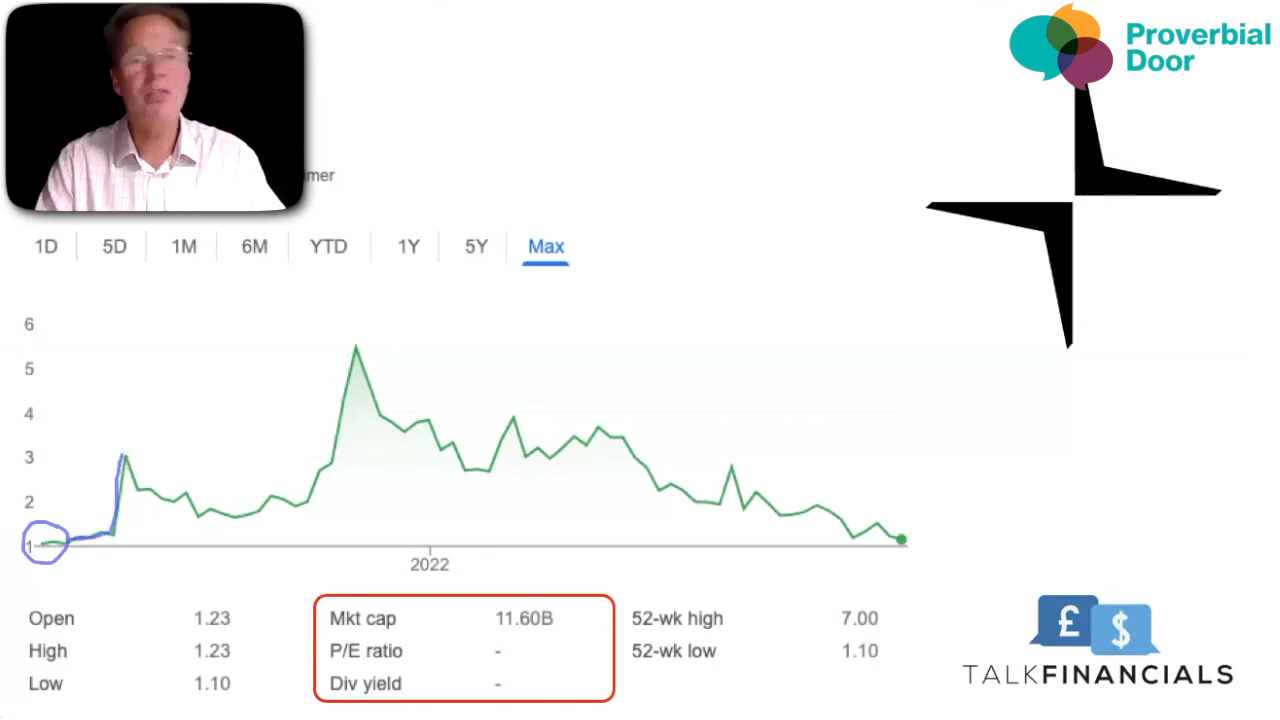 Proverbial
Door
imer
1D 5D 1M 6M YTD 1Y 5Y Max
6
5
4
3
2
1
2022
Open 1.23 Mkt cap 11.60B 52-wk high 7.00
High 1.23 P/E ratio - 52-wk low 1.10
Low 1.10 Div yield -
£ $
TALKFINANCIALS